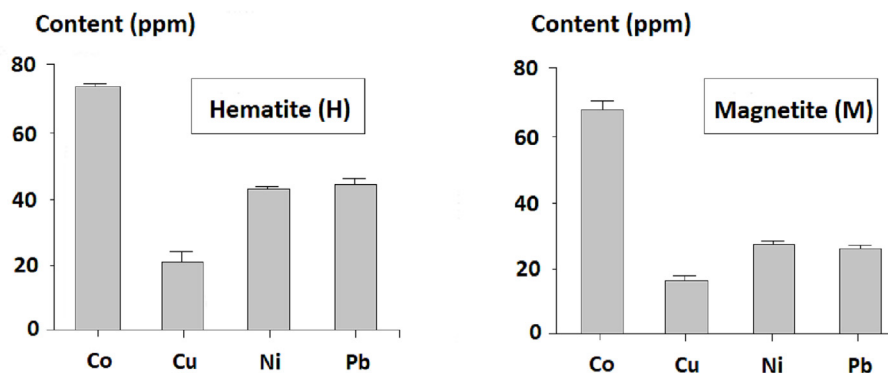 Content (ppm)
80
60
40
20
0
Hematite (H)
Co Cu Ni Pb
Content (ppm)
80
60
40
20
0
Magnetite (M)
Co Cu Ni Pb